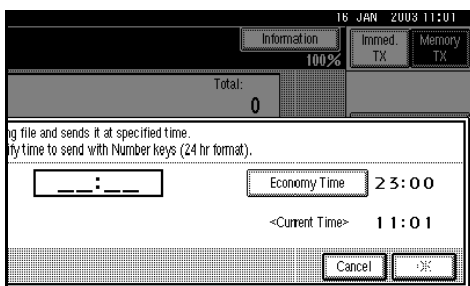 16 JAN 2003 11:01
Information
Immed. TX
Memory TX
100%
Total:
0
ng file and sends it at specified time.
ify time to send with Number keys (24 hr format).
__:__
Economy Time 23:00
<Current Time> 11:01
Cancel OK